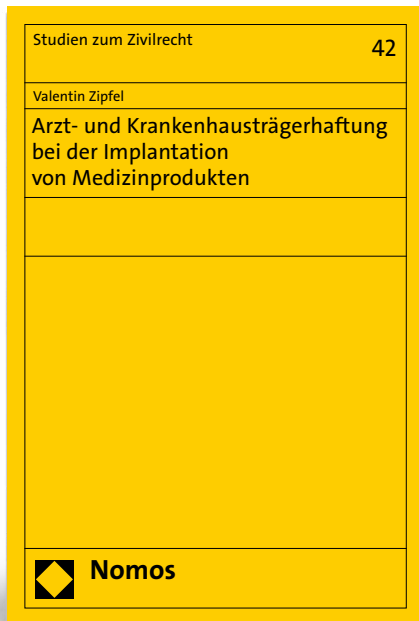 Studien zum Zivilrecht
42
Valentin Zipfel
Arzt- und Krankenhausträgerhaftung
bei der Implantation
von Medizinprodukten
Nomos